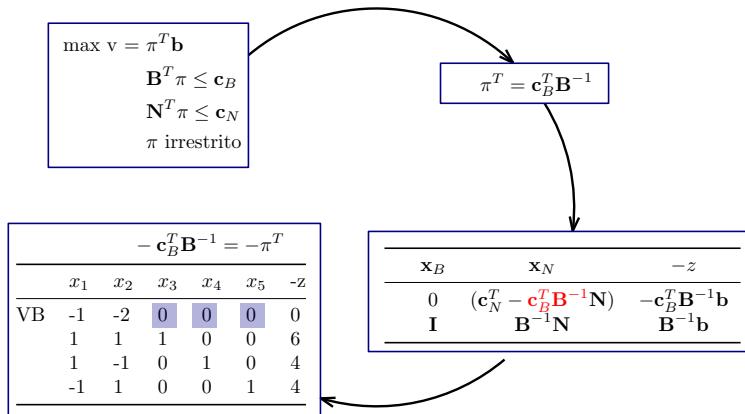 max v = π^T b
B^T π ≤ c_B
N^T π ≤ c_N
π irrestrito
π^T = c_B^T B^{-1}
- c_B^T B^{-1} = -π^T
x_1 x_2 x_3 x_4 x_5 -z
VB -1 -2 0 0 0 0
1 1 1 0 0 6
1 -1 0 1 0 4
-1 1 0 0 1 4
x_B x_N -z
0 (c_N^T - c_B^T B^{-1} N) -c_B^T B^{-1} b
I B^{-1} N B^{-1} b